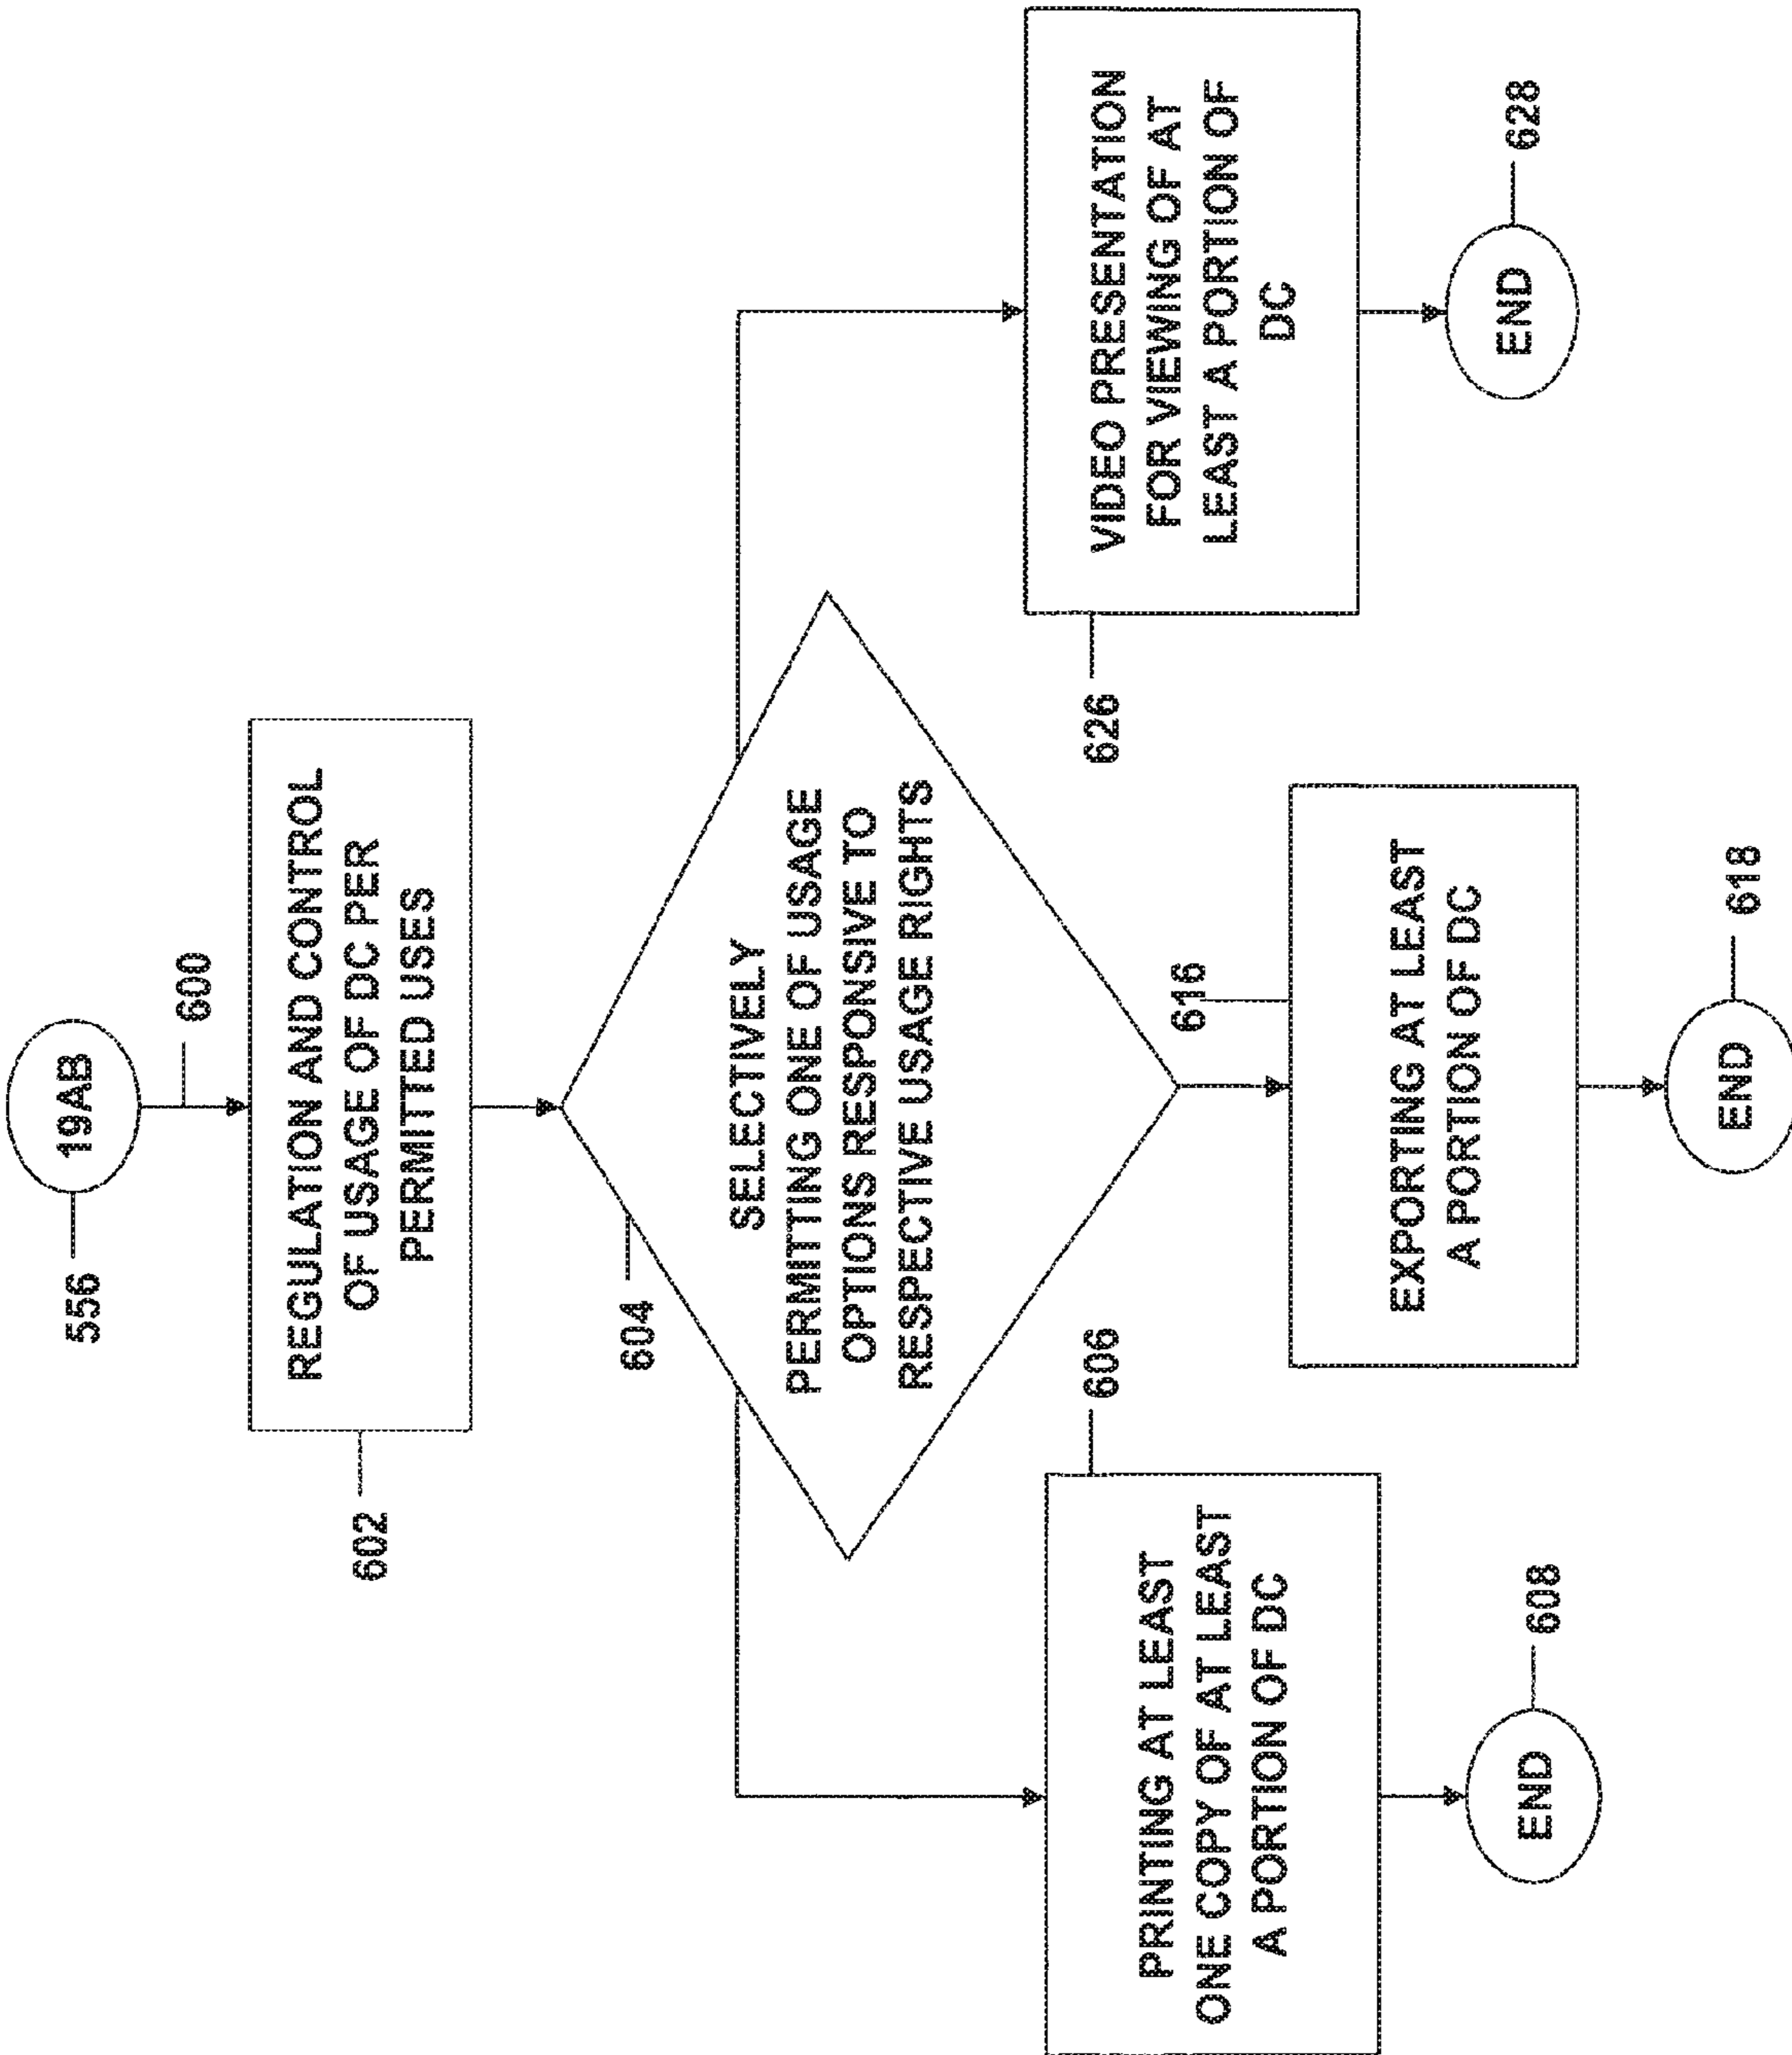 19AB
556
600
REGULATION AND CONTROL
OF USAGE OF DC PER
PERMITTED USES
602
604
SELECTIVELY
PERMITTING ONE OF USAGE
OPTIONS RESPONSIVE TO
RESPECTIVE USAGE RIGHTS
606
PRINTING AT LEAST
ONE COPY OF AT LEAST
A PORTION OF DC
END
608
616
EXPORTING AT LEAST
A PORTION OF DC
END
618
626
VIDEO PRESENTATION
FOR VIEWING OF AT
LEAST A PORTION OF
DC
END
628